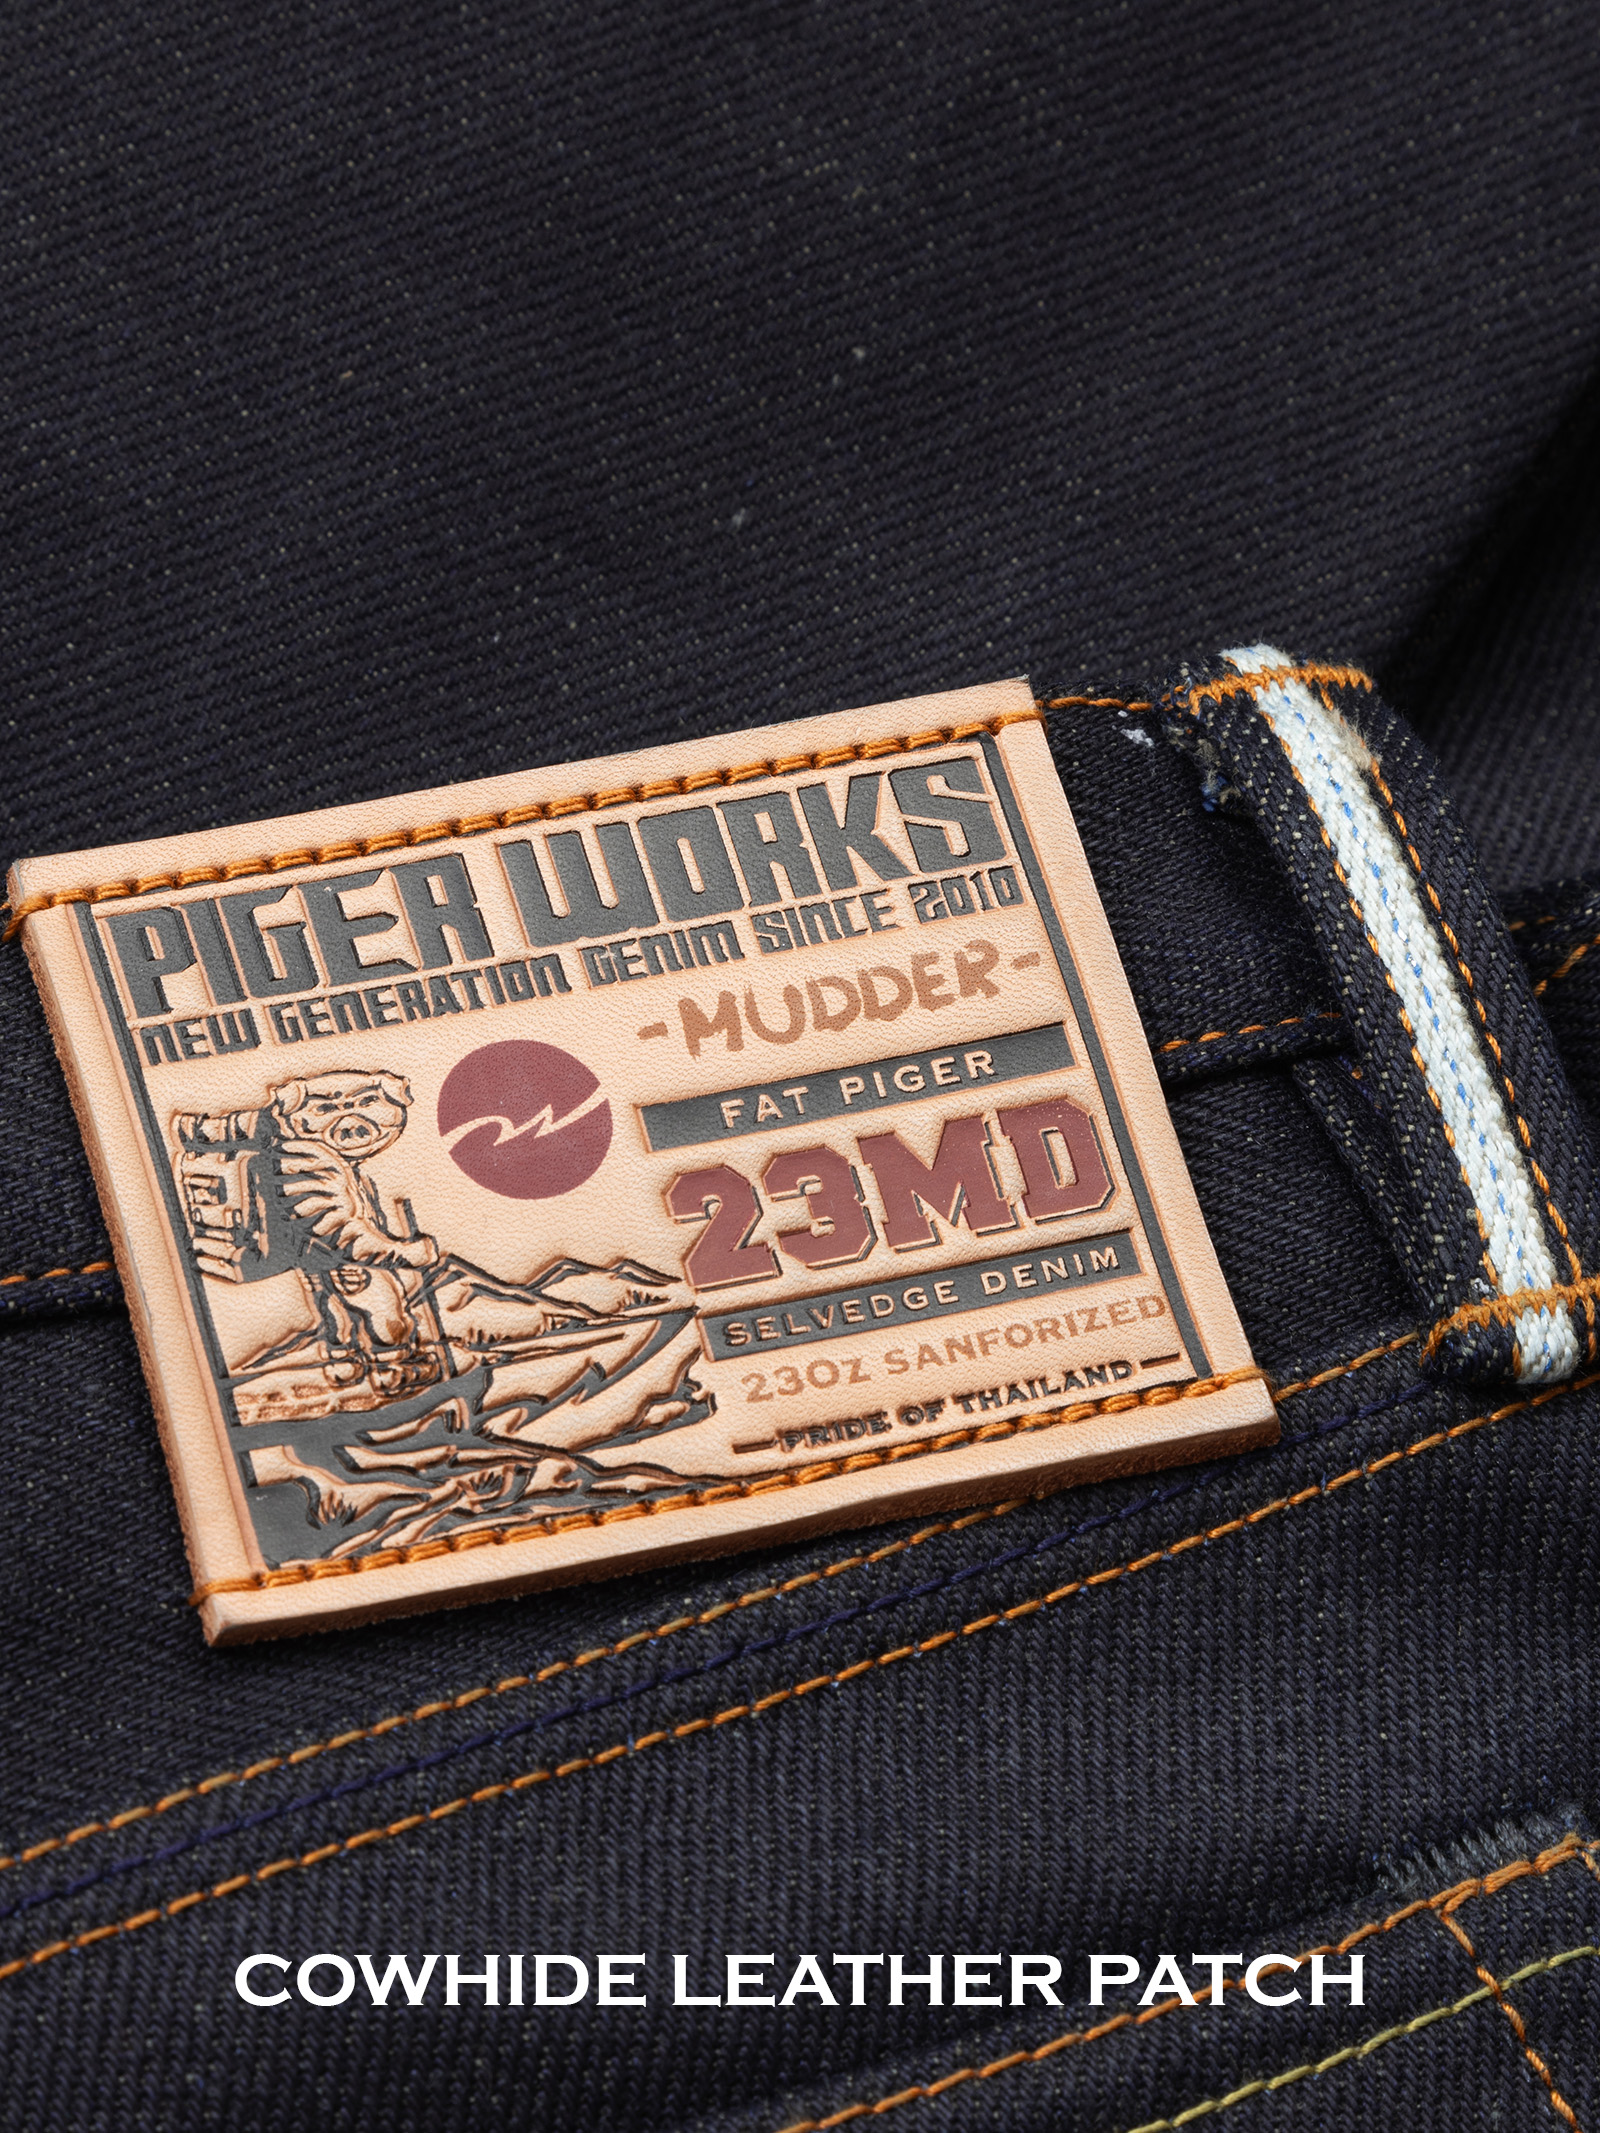 PIGER WORKS
NEW GENERATION DENIM SINCE 2010
-MUDDER-
FAT PIGER
23MD
SELVEDGE DENIM
23OZ SANFORIZED
—PRIDE OF THAILAND—
COWHIDE LEATHER PATCH